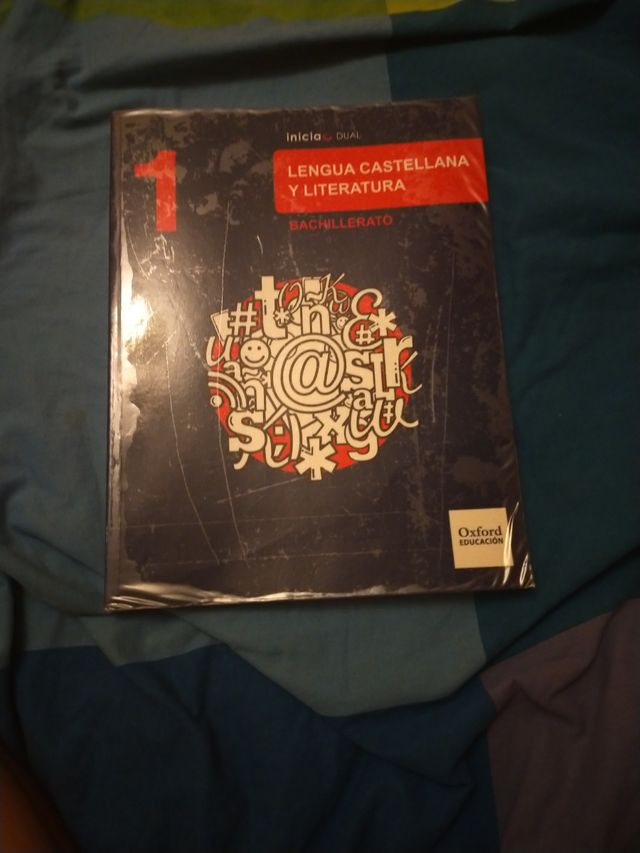 inicia DUAL
1
LENGUA CASTELLANA
Y LITERATURA
BACHILLERATO
Oxford
EDUCACIÓN